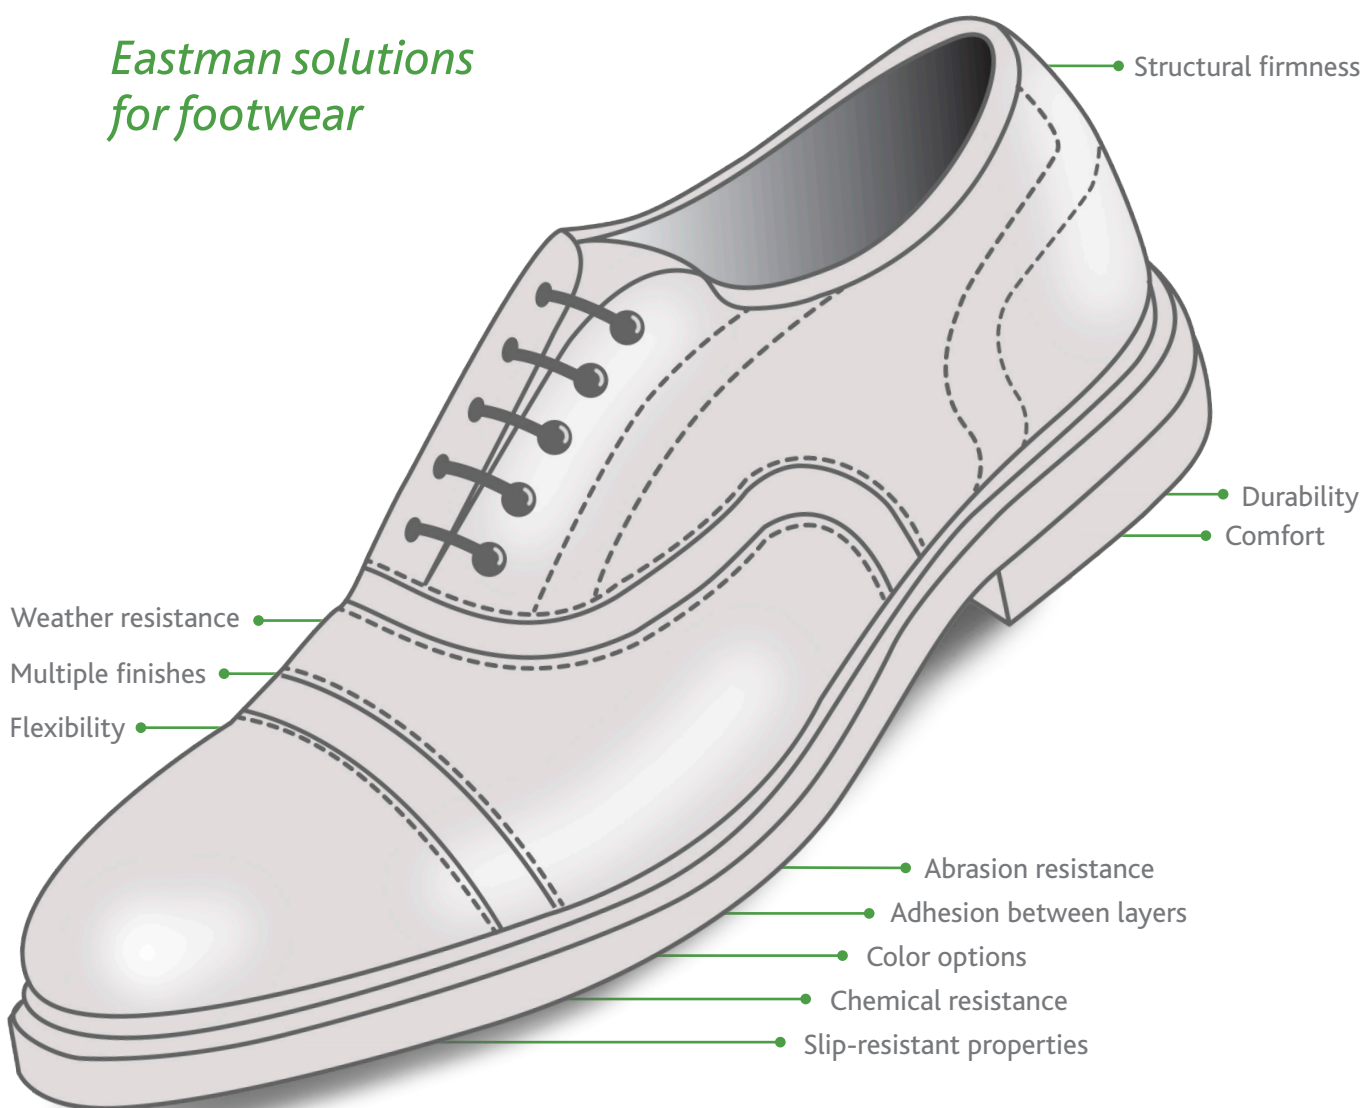 Eastman solutions
for footwear
Structural firmness
Durability
Comfort
Weather resistance
Multiple finishes
Flexibility
Abrasion resistance
Adhesion between layers
Color options
Chemical resistance
Slip-resistant properties